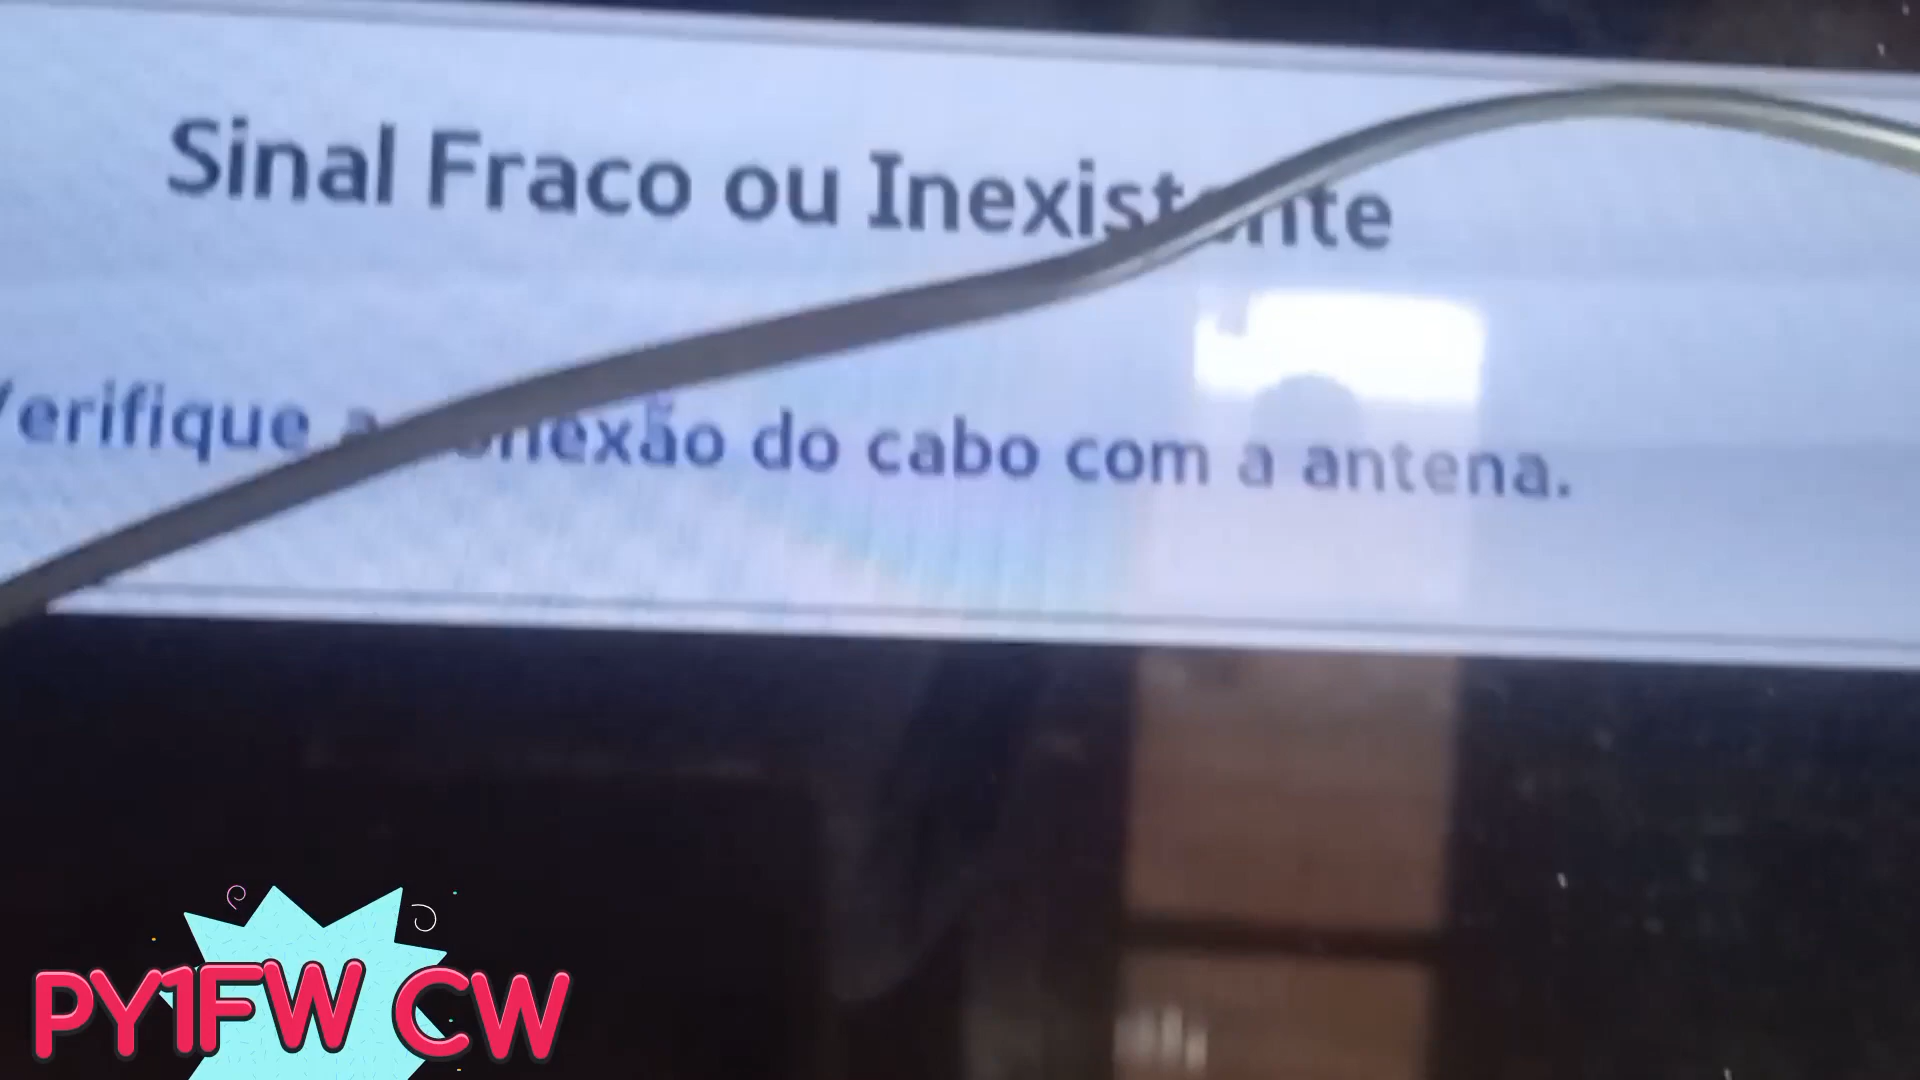 Sinal Fraco ou Inexistente
Verifique a conexão do cabo com a antena.
PY1FW CW